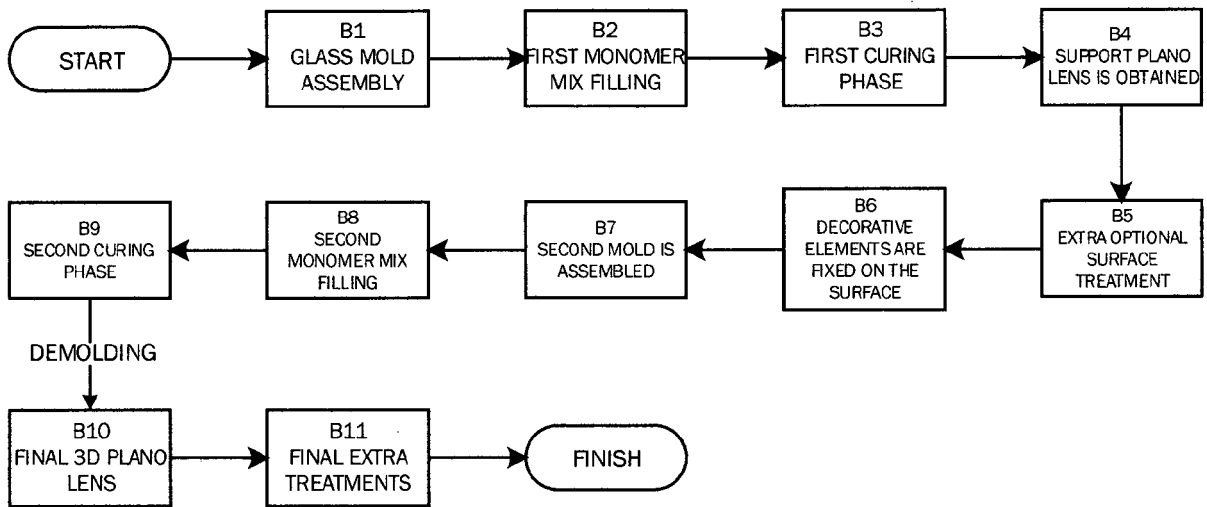 START
B1
GLASS MOLD
ASSEMBLY
B2
FIRST MONOMER
MIX FILLING
B3
FIRST CURING
PHASE
B4
SUPPORT PLANO
LENS IS OBTAINED
B5
EXTRA OPTIONAL
SURFACE
TREATMENT
B6
DECORATIVE
ELEMENTS ARE
FIXED ON THE
SURFACE
B7
SECOND MOLD IS
ASSEMBLED
B8
SECOND
MONOMER MIX
FILLING
B9
SECOND CURING
PHASE
DEMOLDING
B10
FINAL 3D PLANO
LENS
B11
FINAL EXTRA
TREATMENTS
FINISH